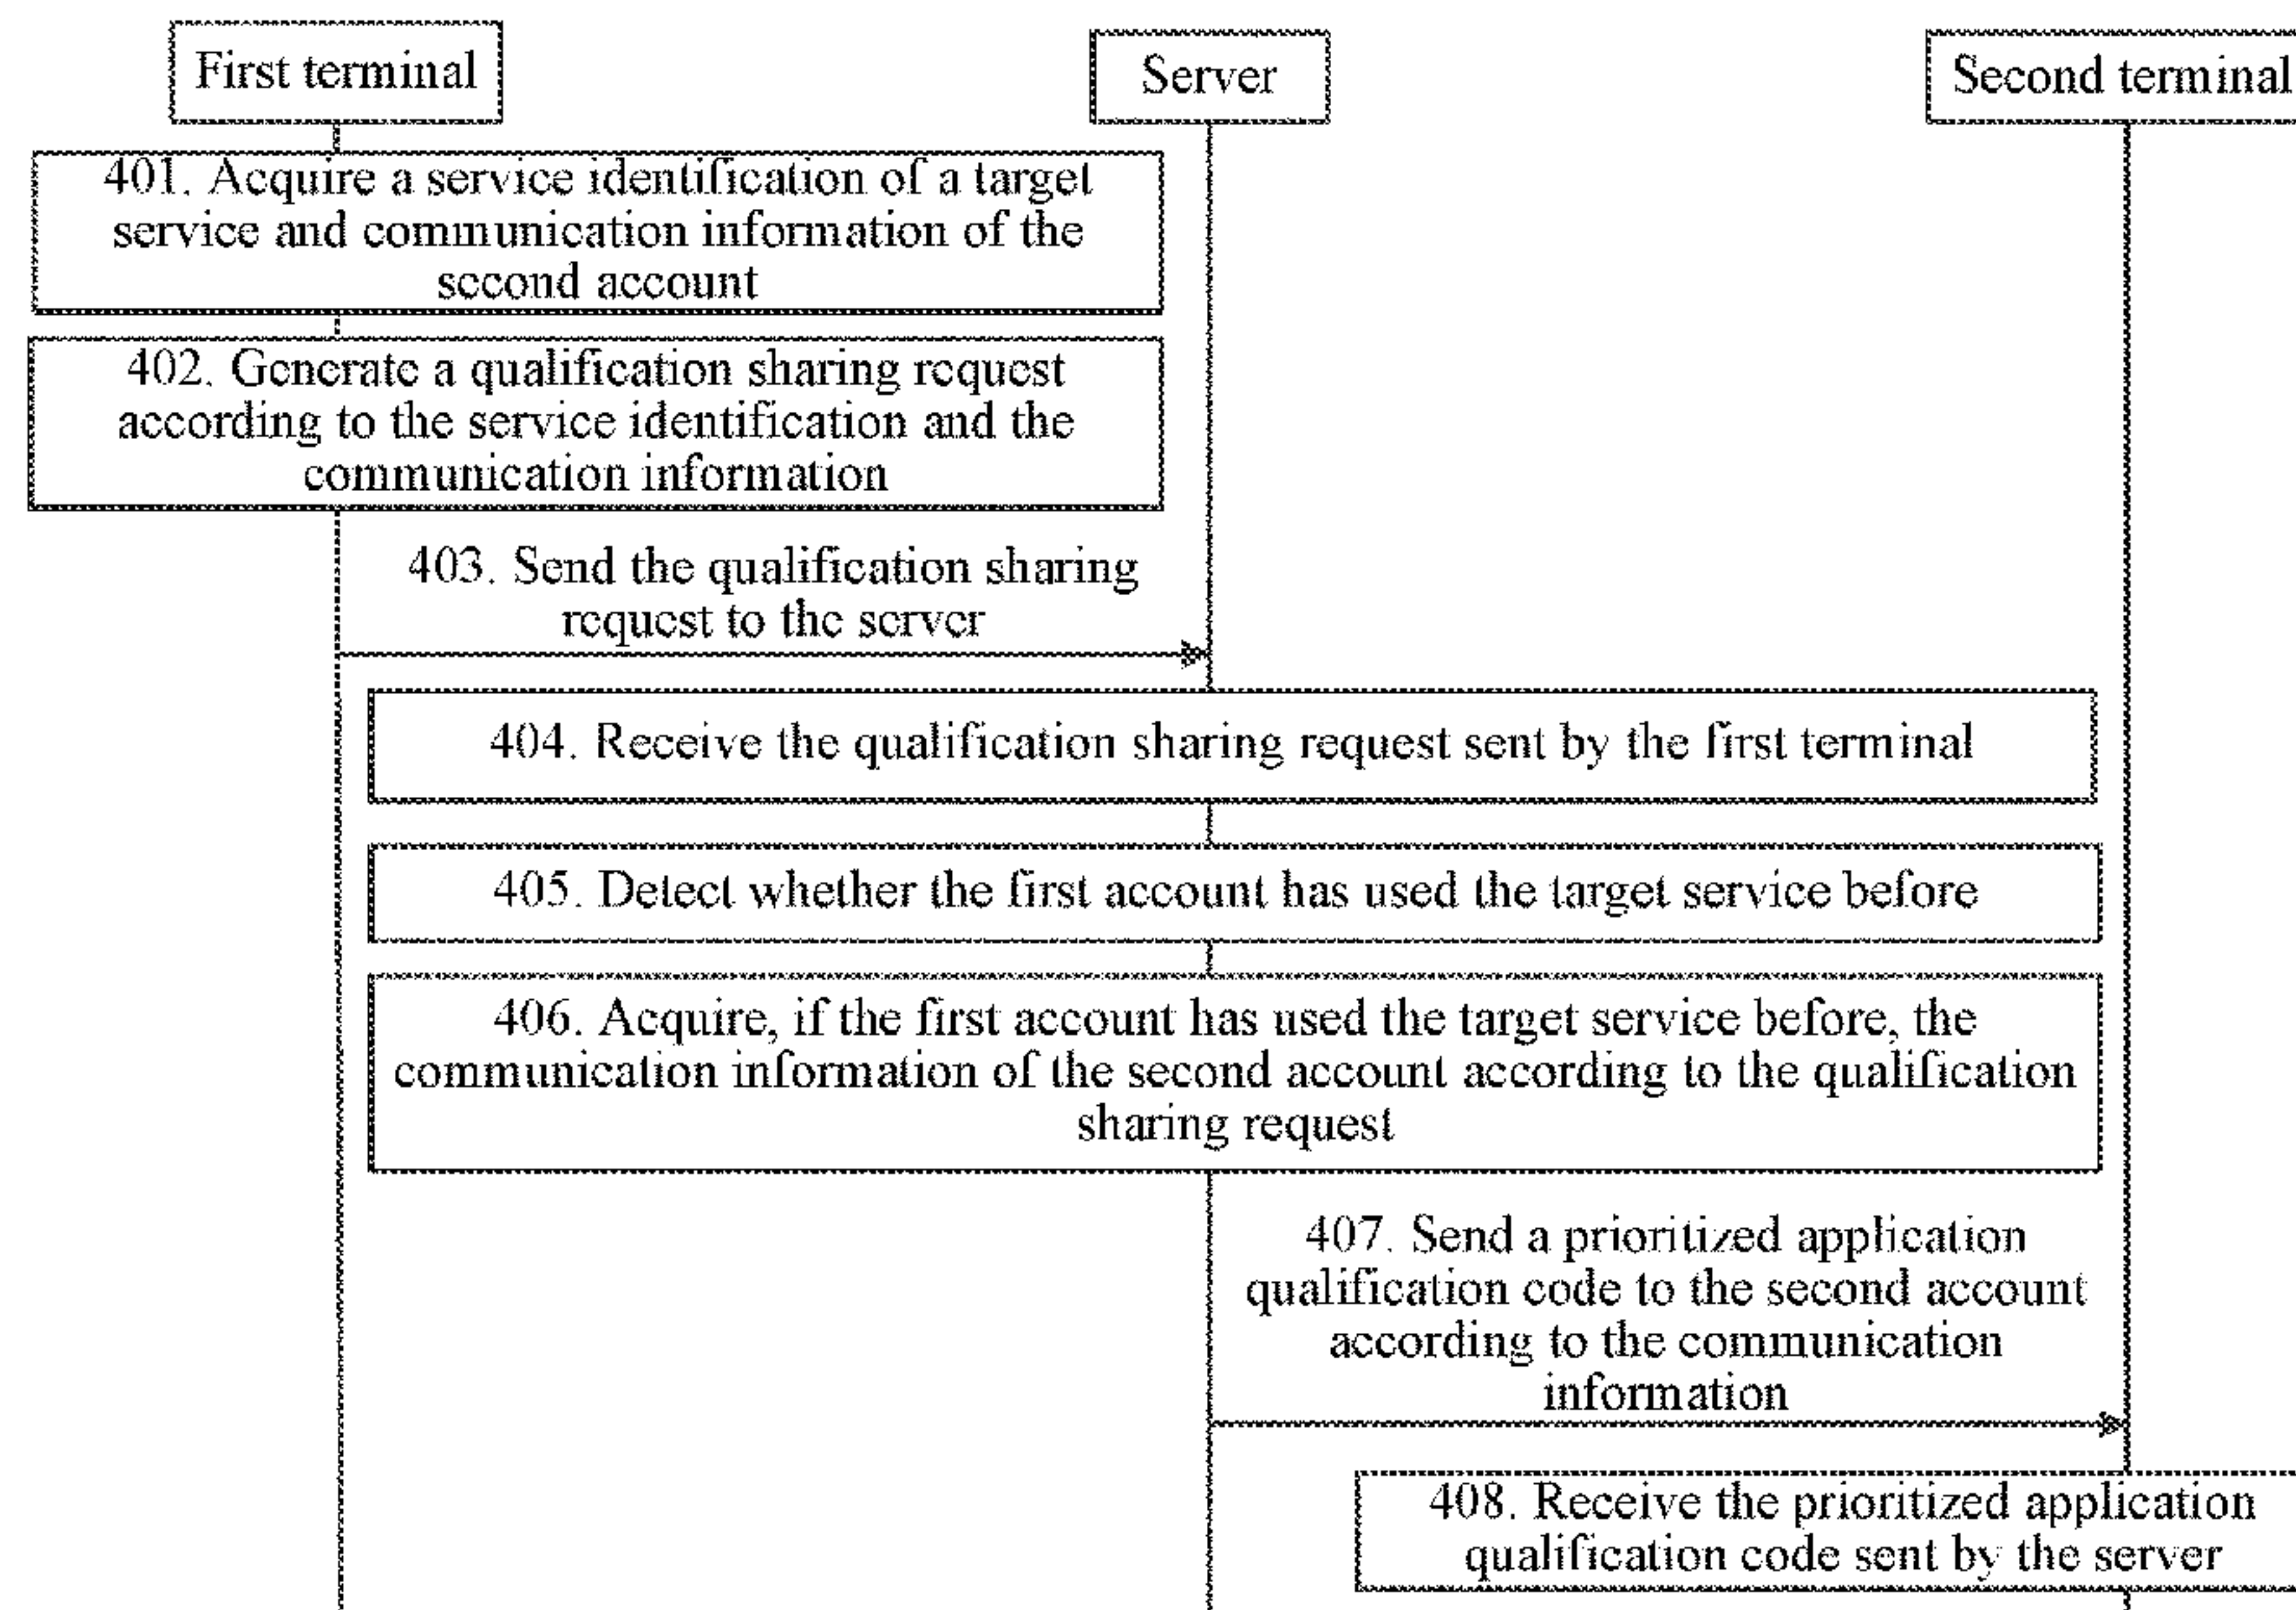 First terminal
Server
Second terminal
401. Acquire a service identification of a target
service and communication information of the
second account
402. Generate a qualification sharing request
according to the service identification and the
communication information
403. Send the qualification sharing
request to the server
404. Receive the qualification sharing request sent by the first terminal
405. Detect whether the first account has used the target service before
406. Acquire, if the first account has used the target service before, the
communication information of the second account according to the qualification
sharing request
407. Send a prioritized application
qualification code to the second account
according to the communication
information
408. Receive the prioritized application
qualification code sent by the server